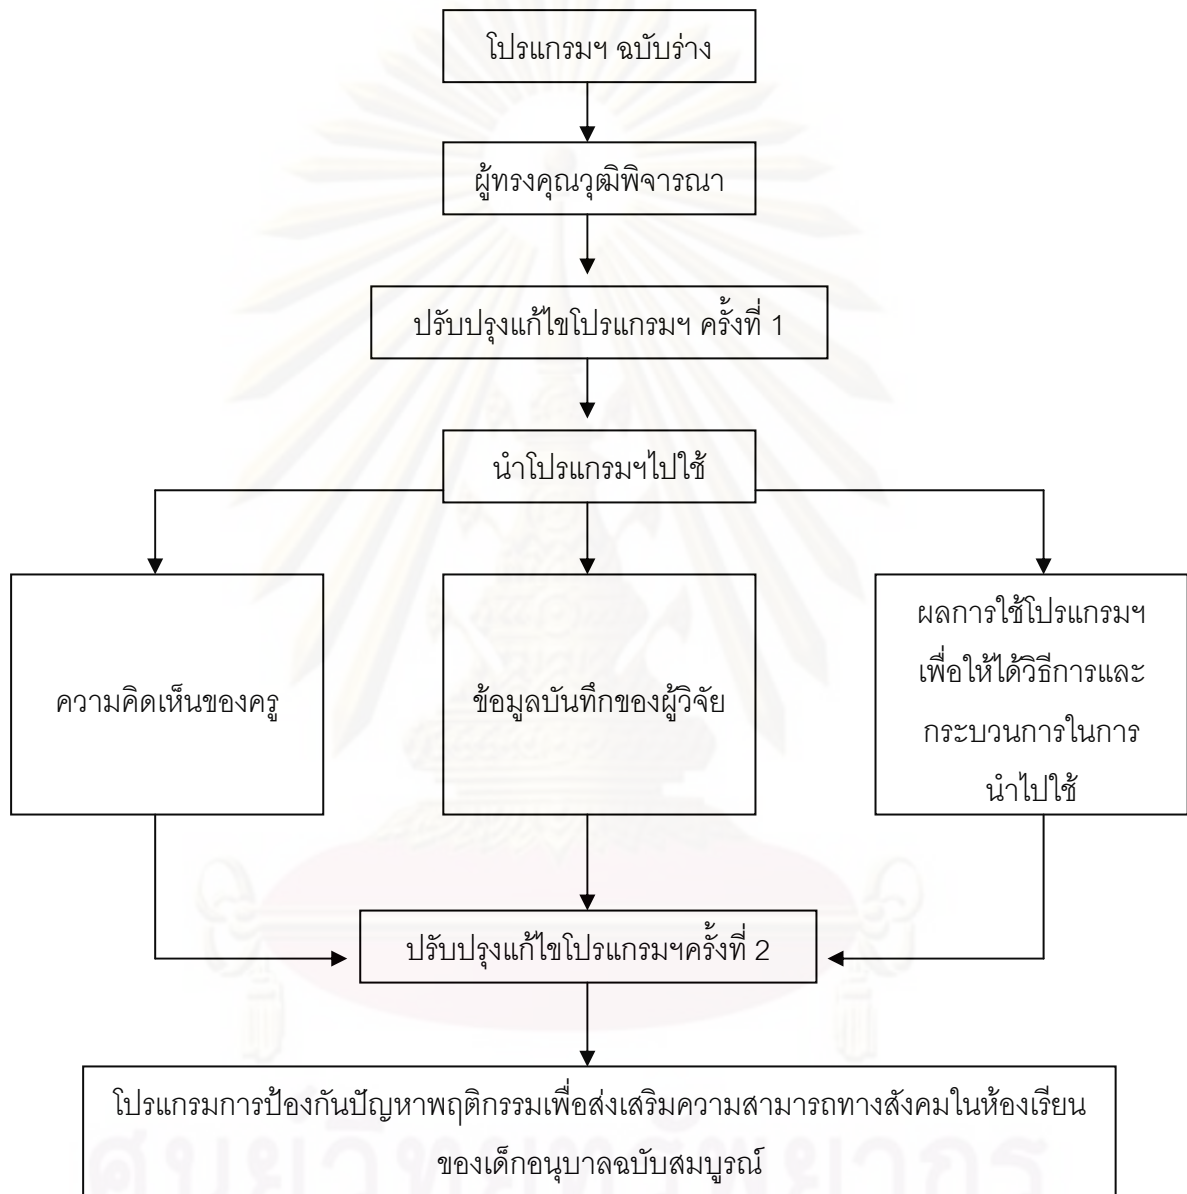 โปรแกรมฯ ฉบับร่าง
ผู้ทรงคุณวุฒิพิจารณา
ปรับปรุงแก้ไขโปรแกรมฯ ครั้งที่ 1
นำโปรแกรมฯไปใช้
ความคิดเห็นของครู
ข้อมูลบันทึกของผู้วิจัย
ผลการใช้โปรแกรมฯ
เพื่อให้ได้วิธีการและ
กระบวนการในการ
นำไปใช้
ปรับปรุงแก้ไขโปรแกรมฯครั้งที่ 2
โปรแกรมการป้องกันปัญหาพฤติกรรมเพื่อส่งเสริมความสามารถทางสังคมในห้องเรียน
ของเด็กอนุบาลฉบับสมบูรณ์
ศูนย์วิทยทรัพยากร